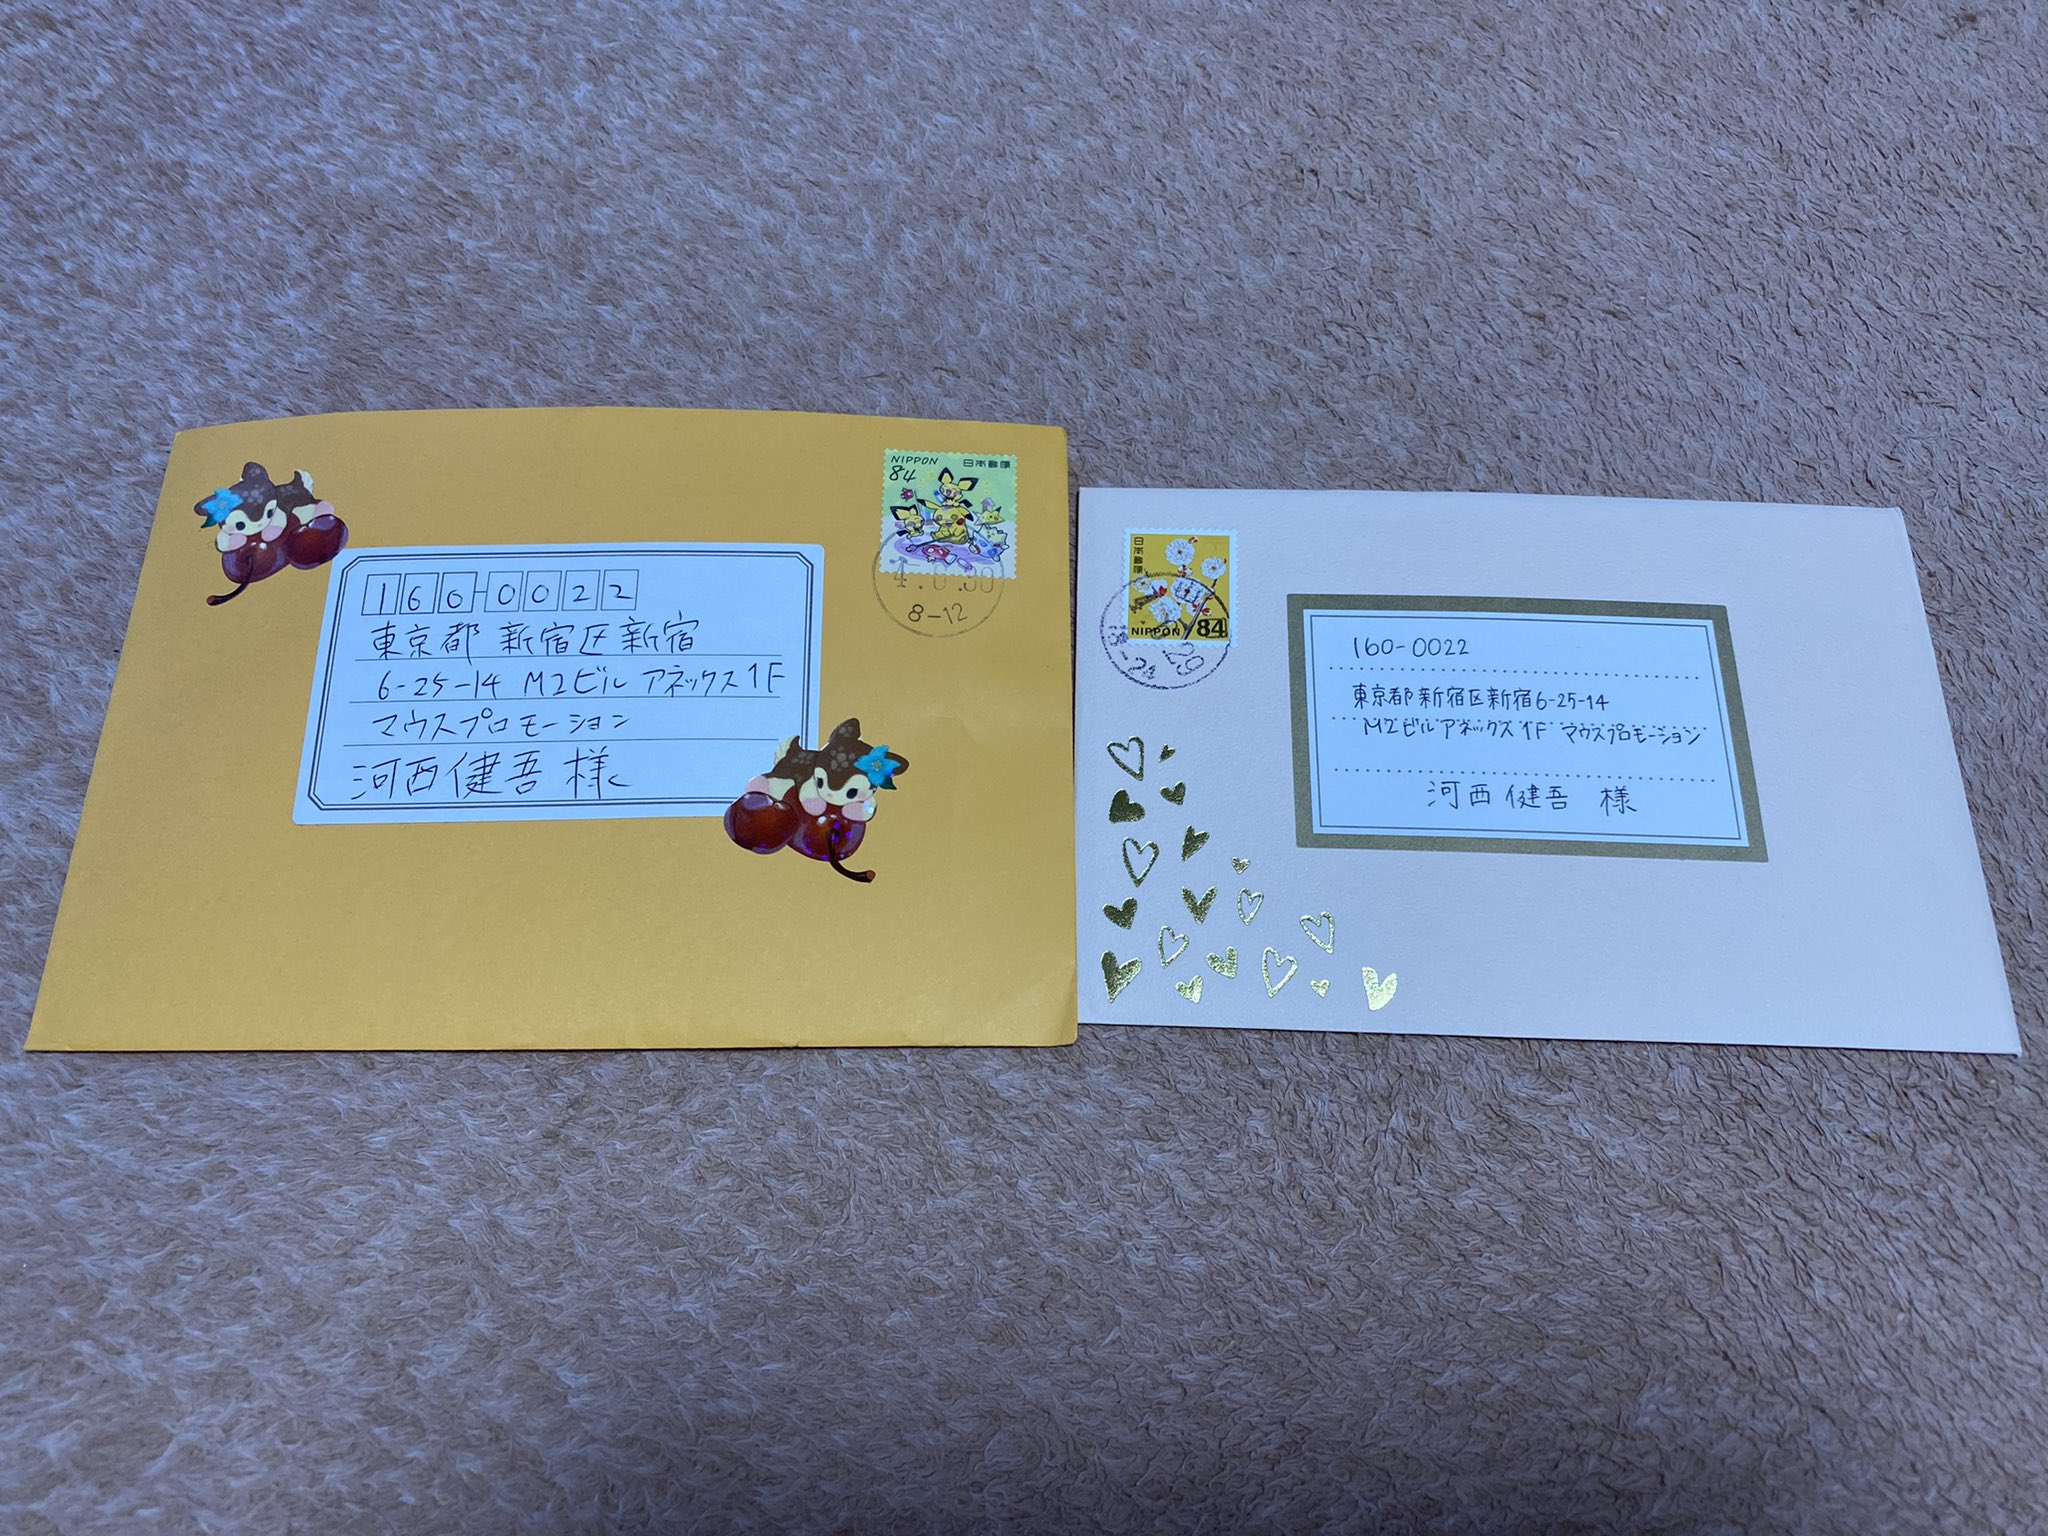 NIPPON 日本郵便
84
8-12
160-0022
東京都 新宿区新宿
6-25-14 M2ビル アネックス1F
マウスプロモーション
河西健吾 様
日本郵便
NIPPON 84
160-0022
東京都新宿区新宿6-25-14
M2ビルアネックス1F マウスプロモーション
河西健吾 様